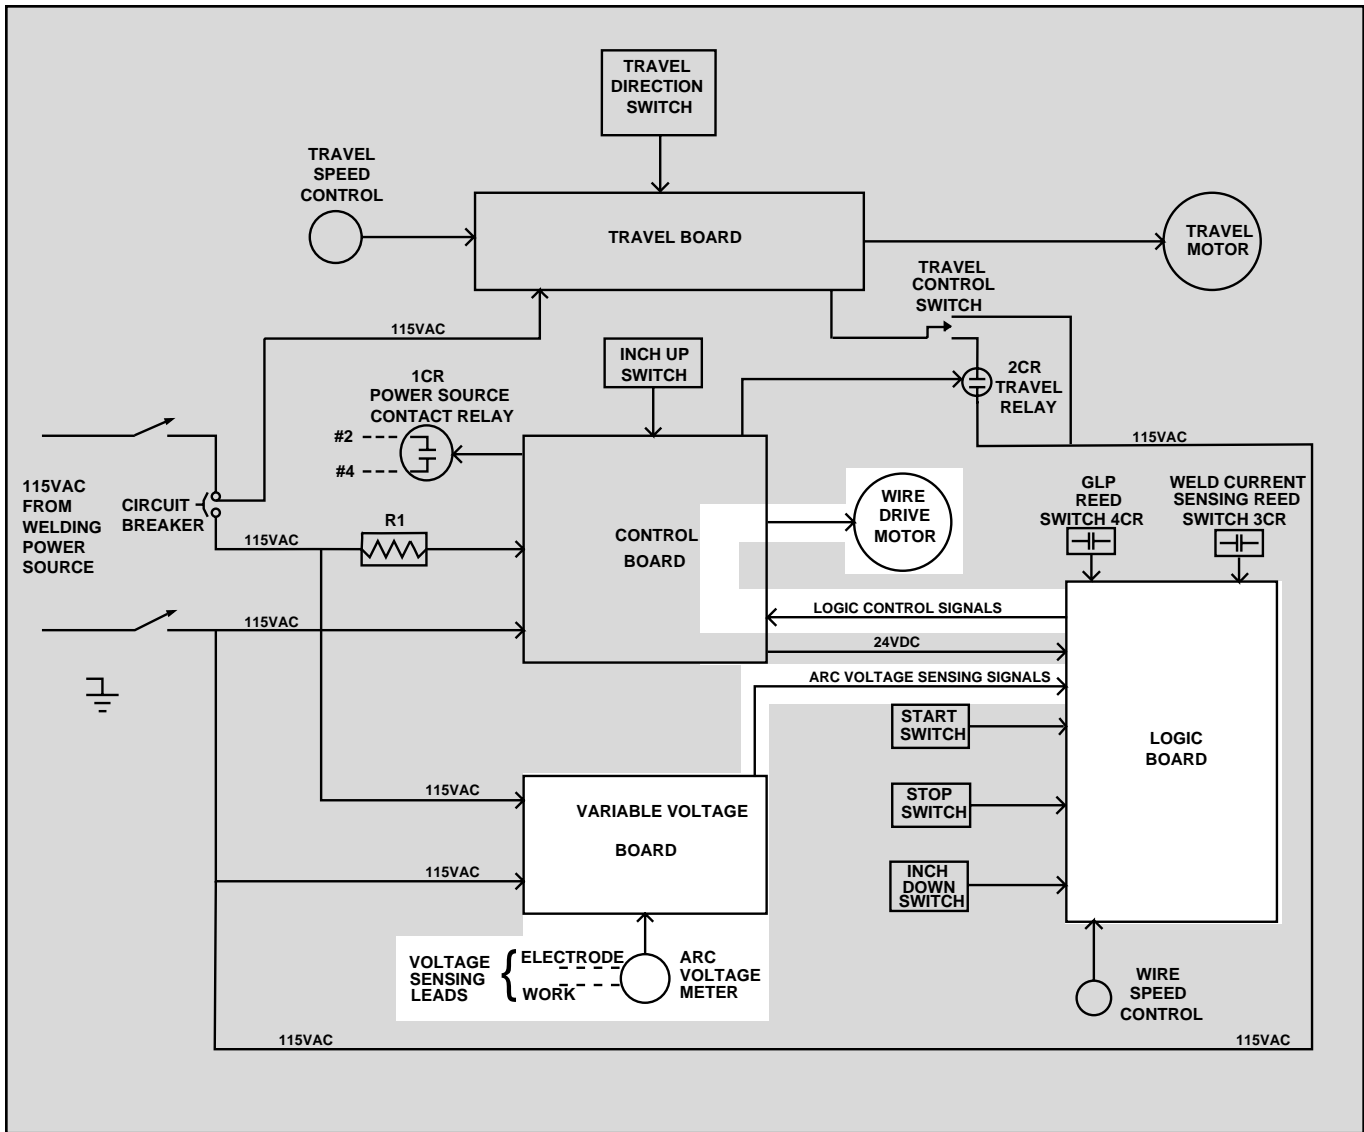 TRAVEL
DIRECTION
SWITCH
TRAVEL
SPEED
CONTROL
TRAVEL BOARD
TRAVEL
MOTOR
TRAVEL
CONTROL
SWITCH
115VAC
INCH UP
SWITCH
1CR
POWER SOURCE
CONTACT RELAY
2CR
TRAVEL
RELAY
#2
#4
115VAC
115VAC
FROM
WELDING
POWER
SOURCE
CIRCUIT
BREAKER
R1
115VAC
CONTROL
BOARD
WIRE
DRIVE
MOTOR
GLP
REED
SWITCH 4CR
WELD CURRENT
SENSING REED
SWITCH 3CR
LOGIC CONTROL SIGNALS
115VAC
24VDC
ARC VOLTAGE SENSING SIGNALS
START
SWITCH
LOGIC
BOARD
STOP
SWITCH
115VAC
VARIABLE VOLTAGE
BOARD
115VAC
INCH
DOWN
SWITCH
VOLTAGE
SENSING
LEADS
{
ELECTRODE
WORK
ARC
VOLTAGE
METER
WIRE
SPEED
CONTROL
115VAC
115VAC